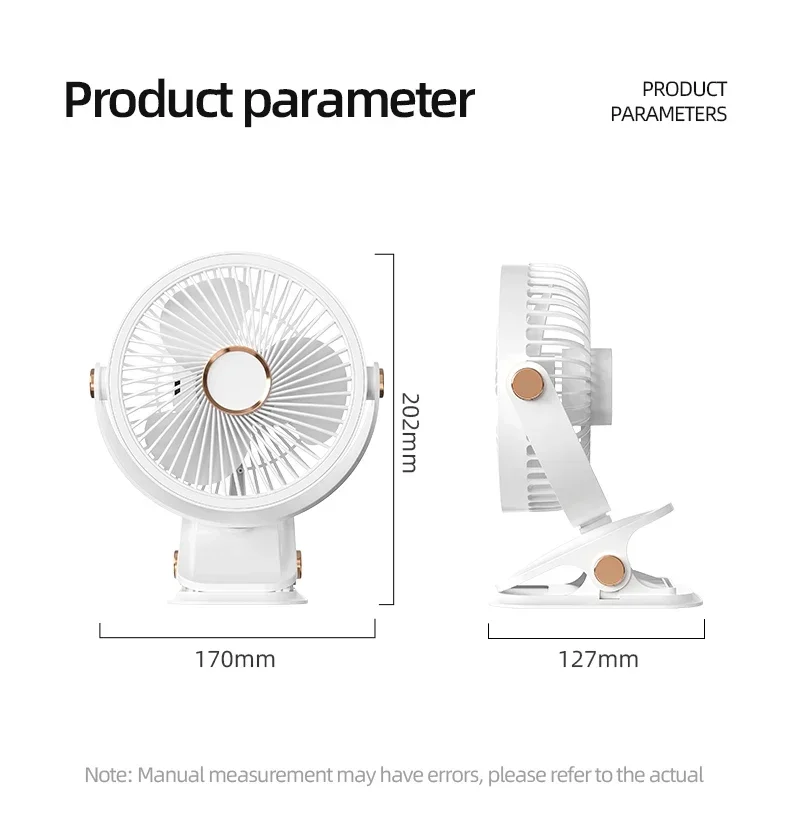 Product parameter
PRODUCT
PARAMETERS
202mm
170mm
127mm
Note: Manual measurement may have errors, please refer to the actual